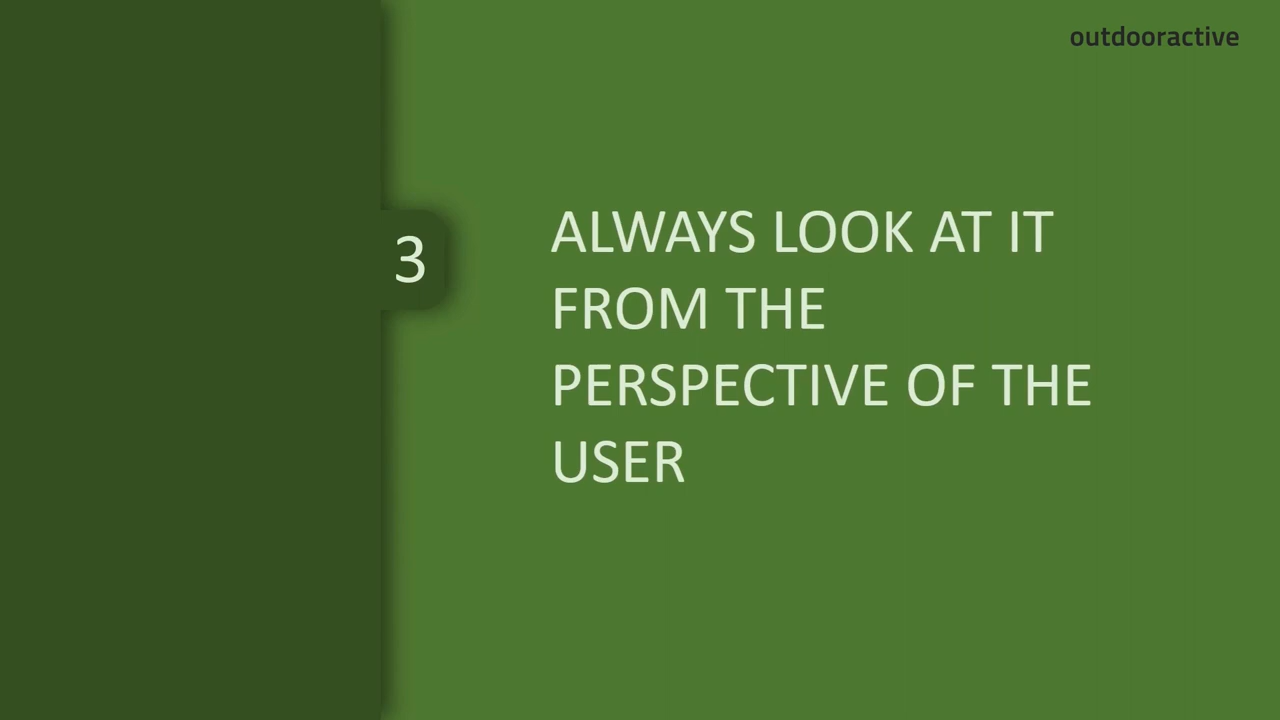 outdooractive
3
ALWAYS LOOK AT IT
FROM THE
PERSPECTIVE OF THE
USER